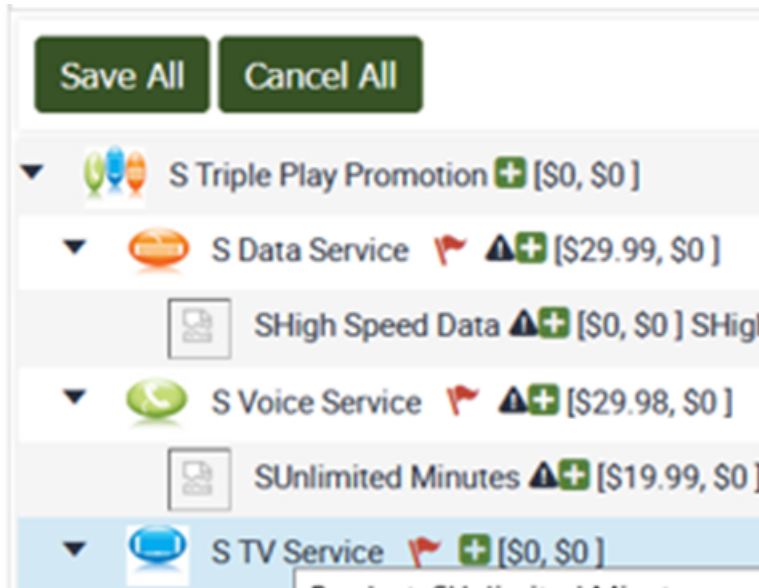 Save All Cancel All
S Triple Play Promotion [$0, $0 ]
S Data Service [$29.99, $0 ]
SHigh Speed Data [$0, $0 ] SHigh
S Voice Service [$29.98, $0 ]
SUnlimited Minutes [$19.99, $0 ]
S TV Service [$0, $0 ]